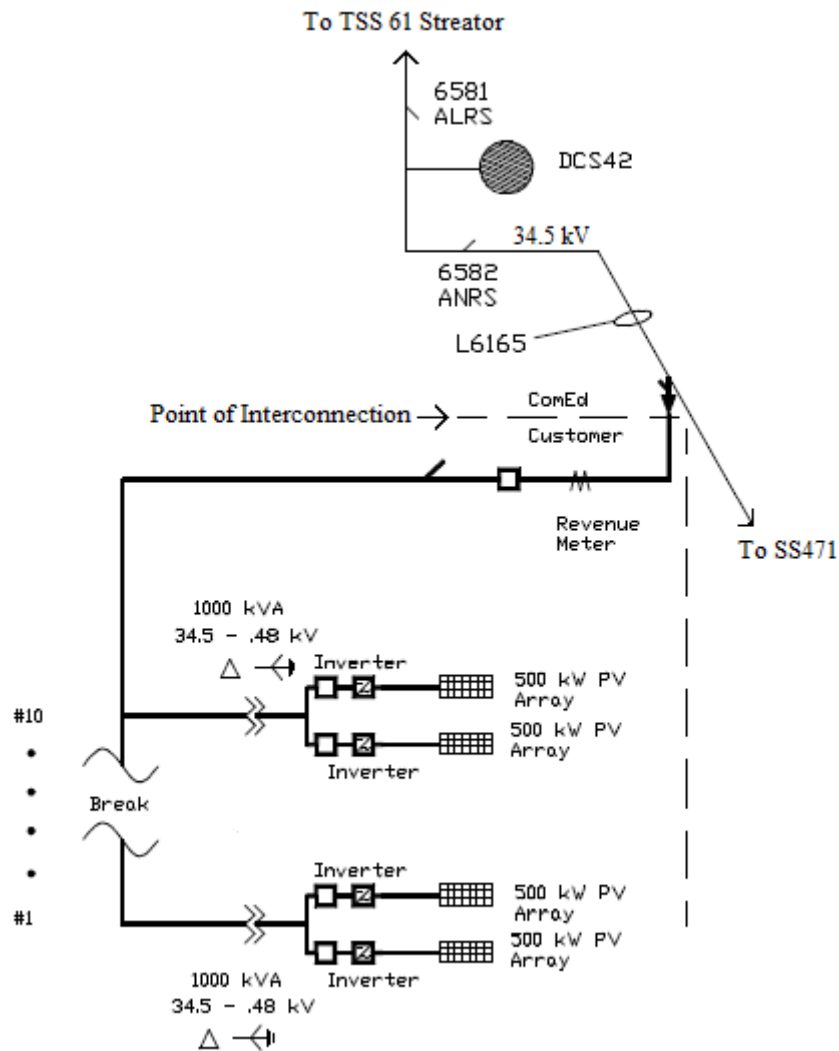 To TSS 61 Streator
6581
ALRS
DCS42
34.5 kV
6582
ANRS
L6165
Point of Interconnection
ComEd
Customer
Revenue
Meter
To SS471
1000 kVA
34.5 - .48 kV
Inverter
500 kW PV
Array
#10
500 kW PV
Array
Inverter
Break
Inverter
500 kW PV
Array
#1
500 kW PV
Array
Inverter
1000 kVA
34.5 - .48 kV